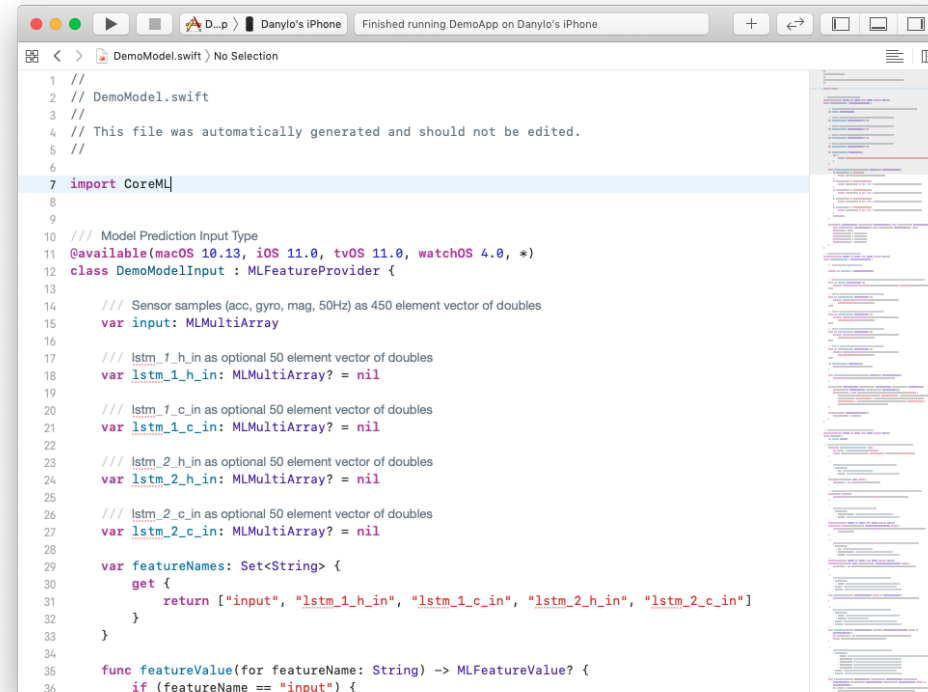 D...p 〉 Danylo's iPhone
Finished running DemoApp on Danylo's iPhone
DemoModel.swift 〉 No Selection
1 //
2 // DemoModel.swift
3 //
4 // This file was automatically generated and should not be edited.
5 //
6
7 import CoreML
8
9
10 /// Model Prediction Input Type
11 @available(macOS 10.13, iOS 11.0, tvOS 11.0, watchOS 4.0, *)
12 class DemoModelInput : MLFeatureProvider {
13
14 /// Sensor samples (acc, gyro, mag, 50Hz) as 450 element vector of doubles
15 var input: MLMultiArray
16
17 /// lstm_1_h_in as optional 50 element vector of doubles
18 var lstm_1_h_in: MLMultiArray? = nil
19
20 /// lstm_1_c_in as optional 50 element vector of doubles
21 var lstm_1_c_in: MLMultiArray? = nil
22
23 /// lstm_2_h_in as optional 50 element vector of doubles
24 var lstm_2_h_in: MLMultiArray? = nil
25
26 /// lstm_2_c_in as optional 50 element vector of doubles
27 var lstm_2_c_in: MLMultiArray? = nil
28
29 var featureNames: Set<String> {
30 get {
31 return ["input", "lstm_1_h_in", "lstm_1_c_in", "lstm_2_h_in", "lstm_2_c_in"]
32 }
33 }
34
35 func featureValue(for featureName: String) -> MLFeatureValue? {
36 if (featureName == "input") {